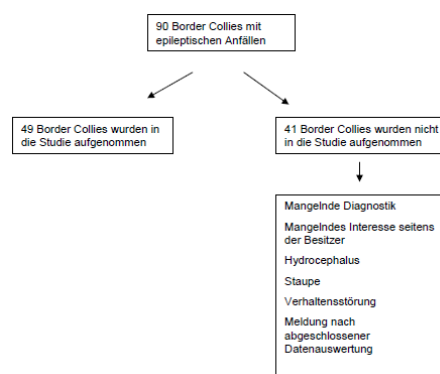 90 Border Collies mit
epileptischen Anfällen
49 Border Collies wurden in
die Studie aufgenommen
41 Border Collies wurden nicht
in die Studie aufgenommen
Mangelnde Diagnostik
Mangelndes Interesse seitens
der Besitzer
Hydrocephalus
Staupe
Verhaltensstörung
Meldung nach
abgeschlossener
Datenauswertung